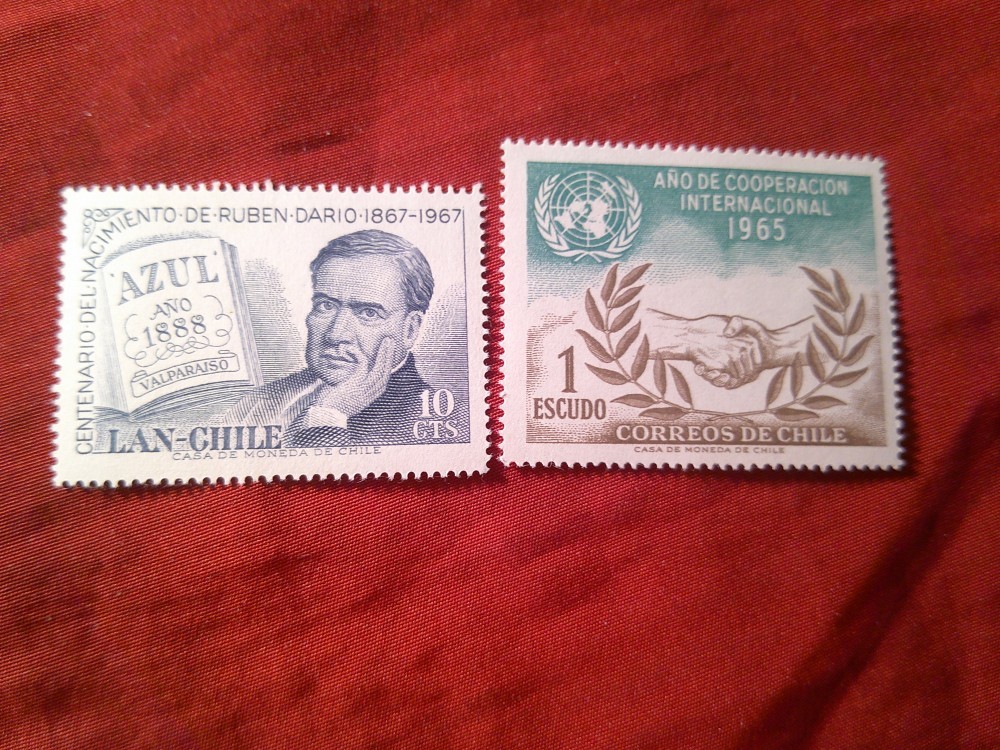 CENTENARIO·DEL·NACIMIENTO·DE·RUBEN·DARIO·1867-1967
AZUL
AÑO
1888
VALPARAISO
10
CTS
LAN-CHILE
CASA DE MONEDA DE CHILE
AÑO DE COOPERACION
INTERNACIONAL
1965
1
ESCUDO
CORREOS DE CHILE
CASA DE MONEDA DE CHILE